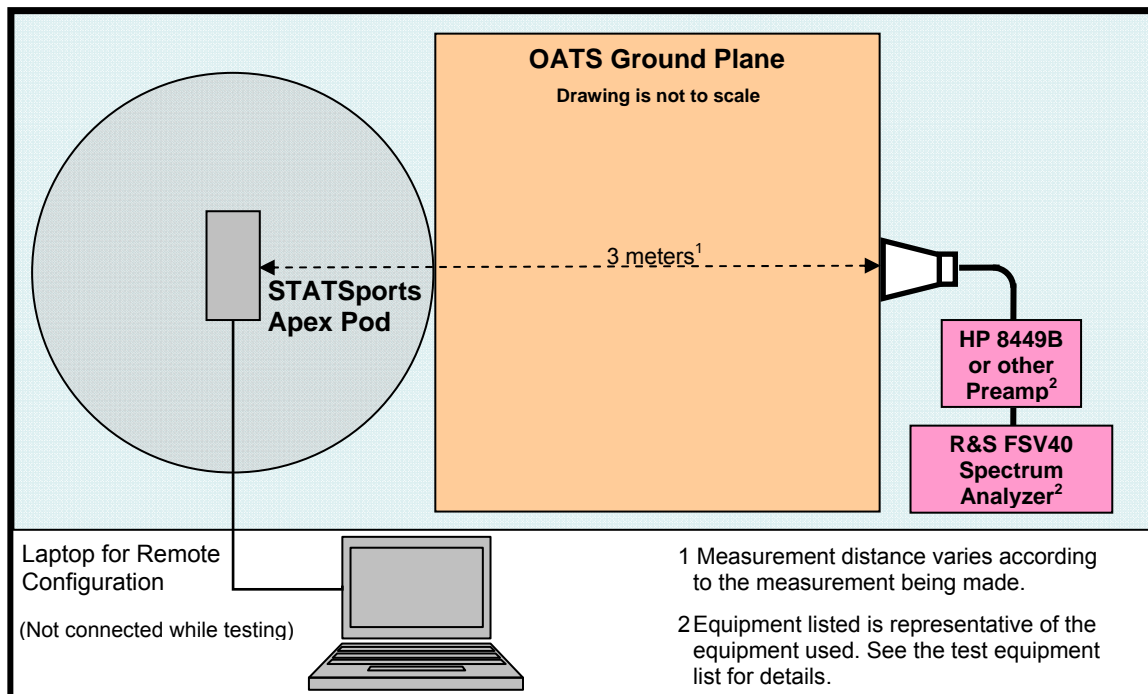 OATS Ground Plane
Drawing is not to scale
3 meters1
STATSports
Apex Pod
HP 8449B
or other
Preamp2
R&S FSV40
Spectrum
Analyzer2
Laptop for Remote
Configuration
(Not connected while testing)
1 Measurement distance varies according
to the measurement being made.
2 Equipment listed is representative of the
equipment used. See the test equipment
list for details.